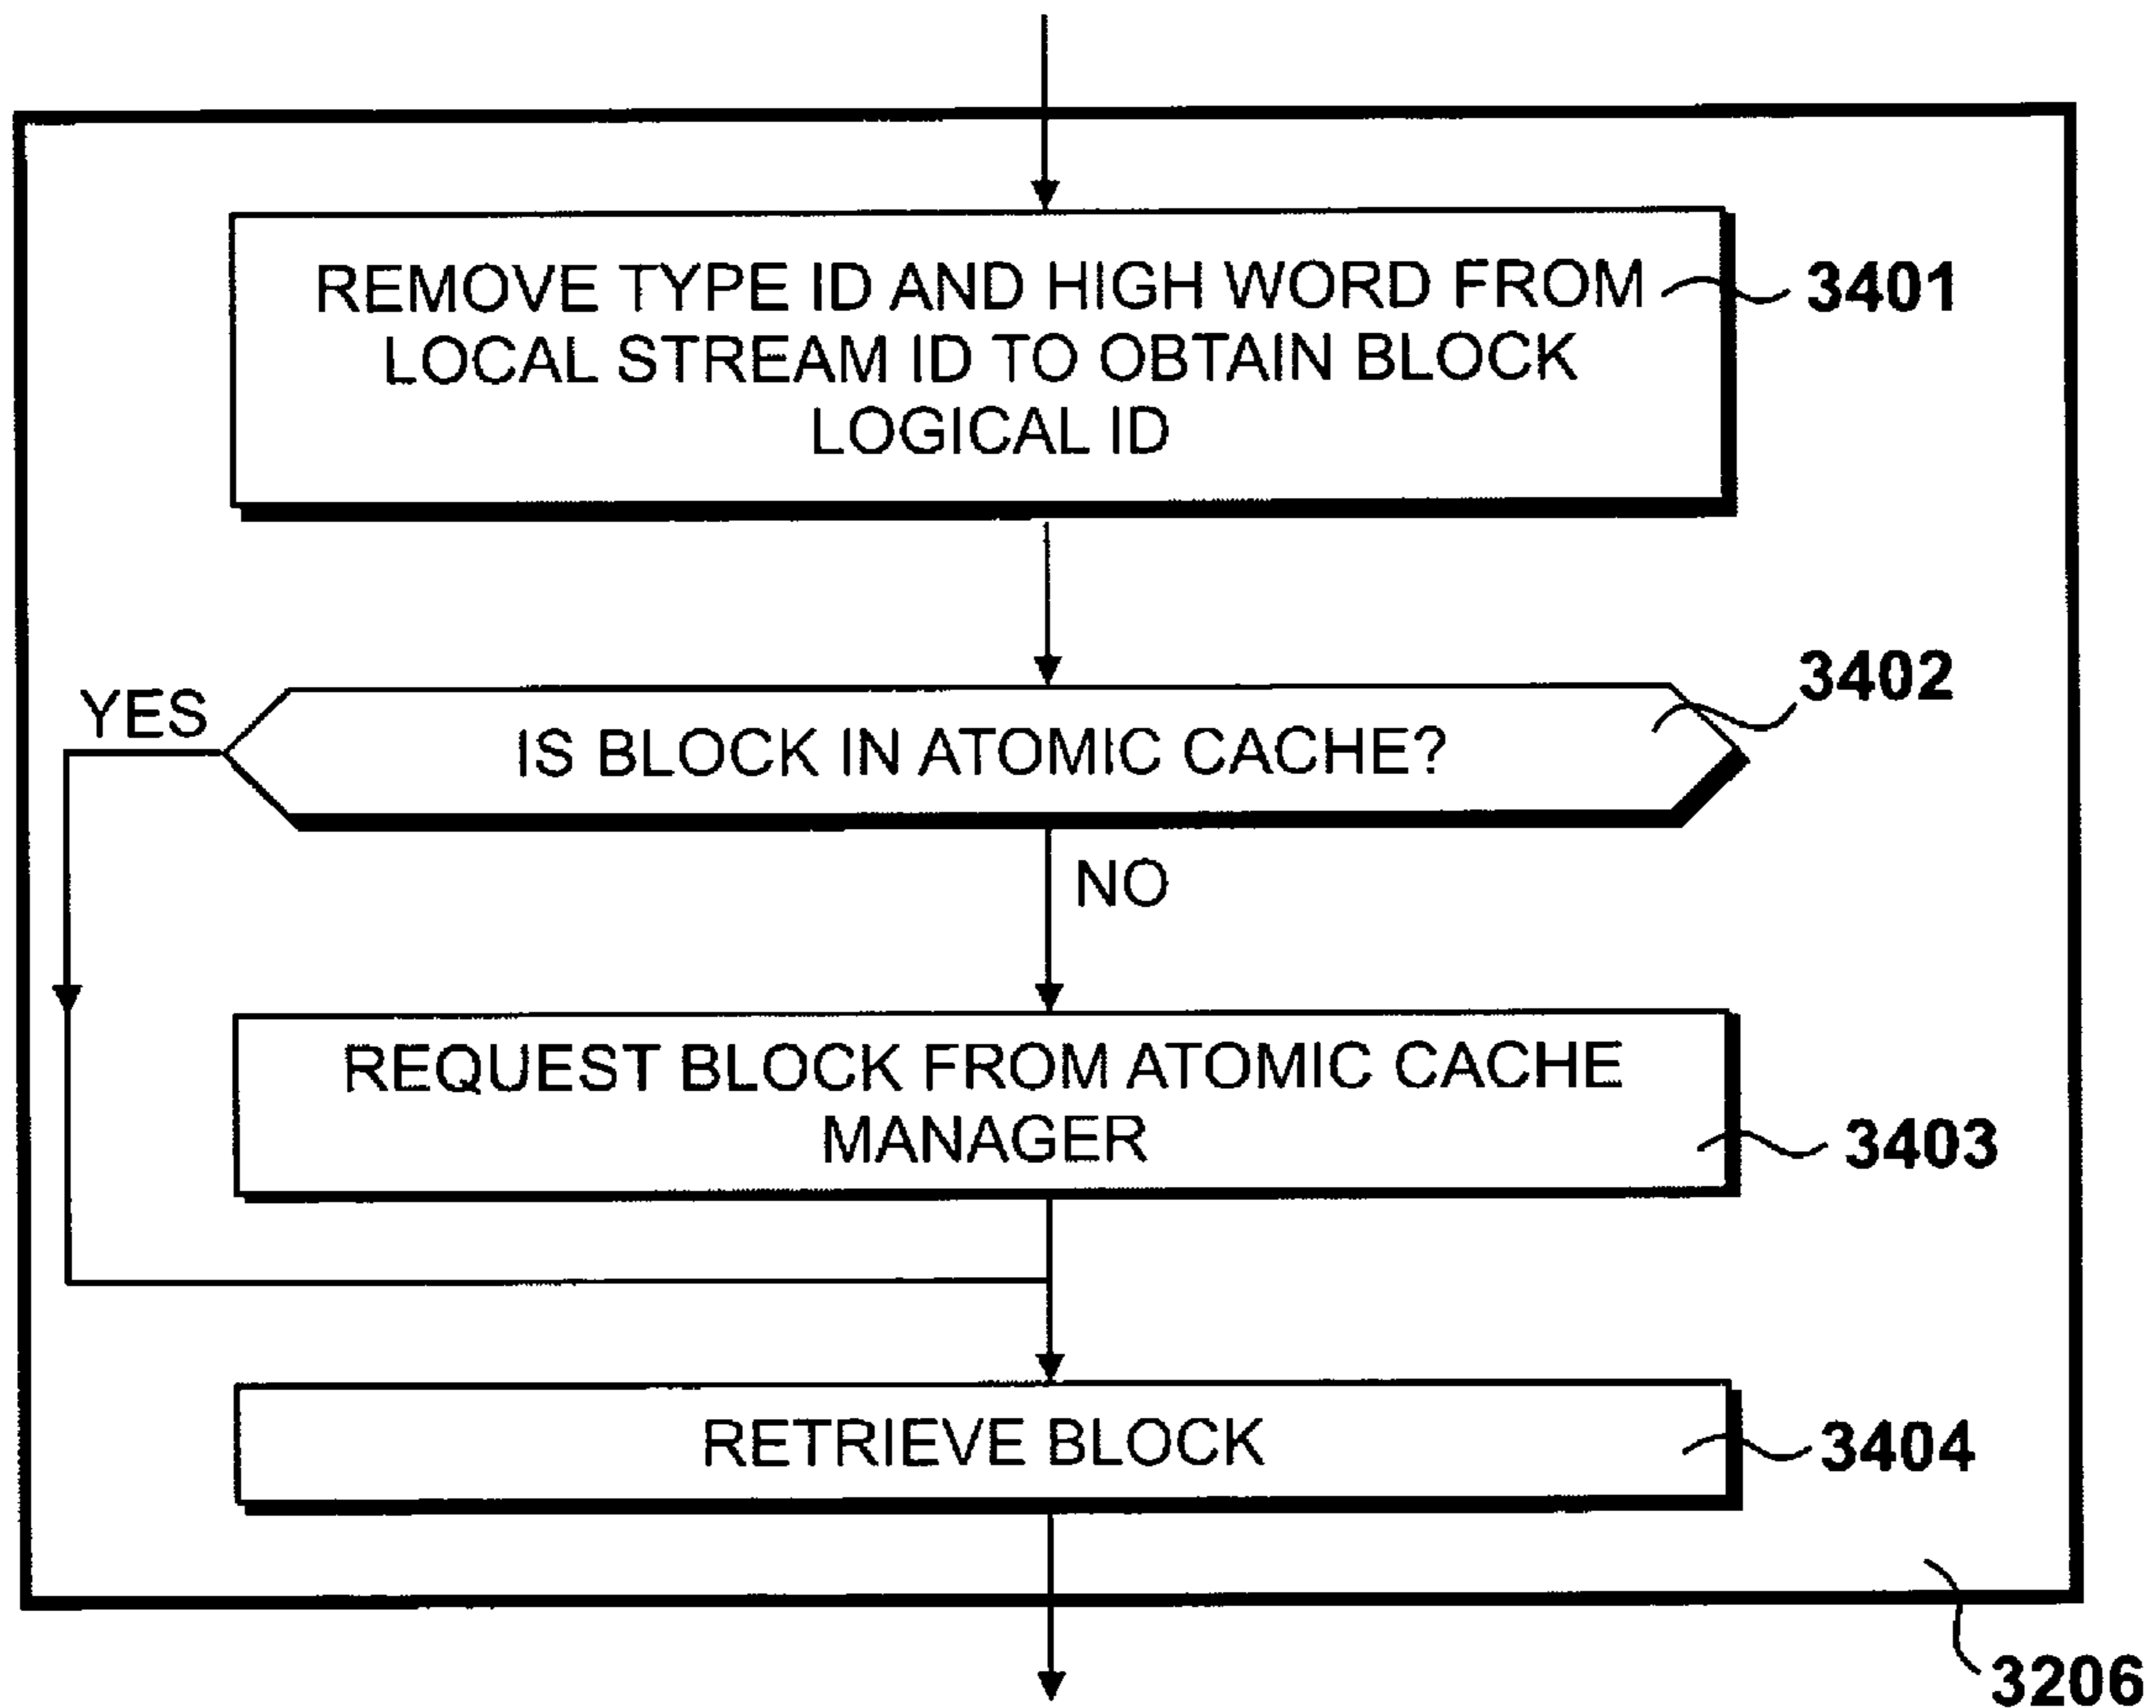 REMOVE TYPE ID AND HIGH WORD FROM
LOCAL STREAM ID TO OBTAIN BLOCK
LOGICAL ID
3401
3402
YES
IS BLOCK IN ATOMIC CACHE?
NO
REQUEST BLOCK FROM ATOMIC CACHE
MANAGER
3403
RETRIEVE BLOCK
3404
3206